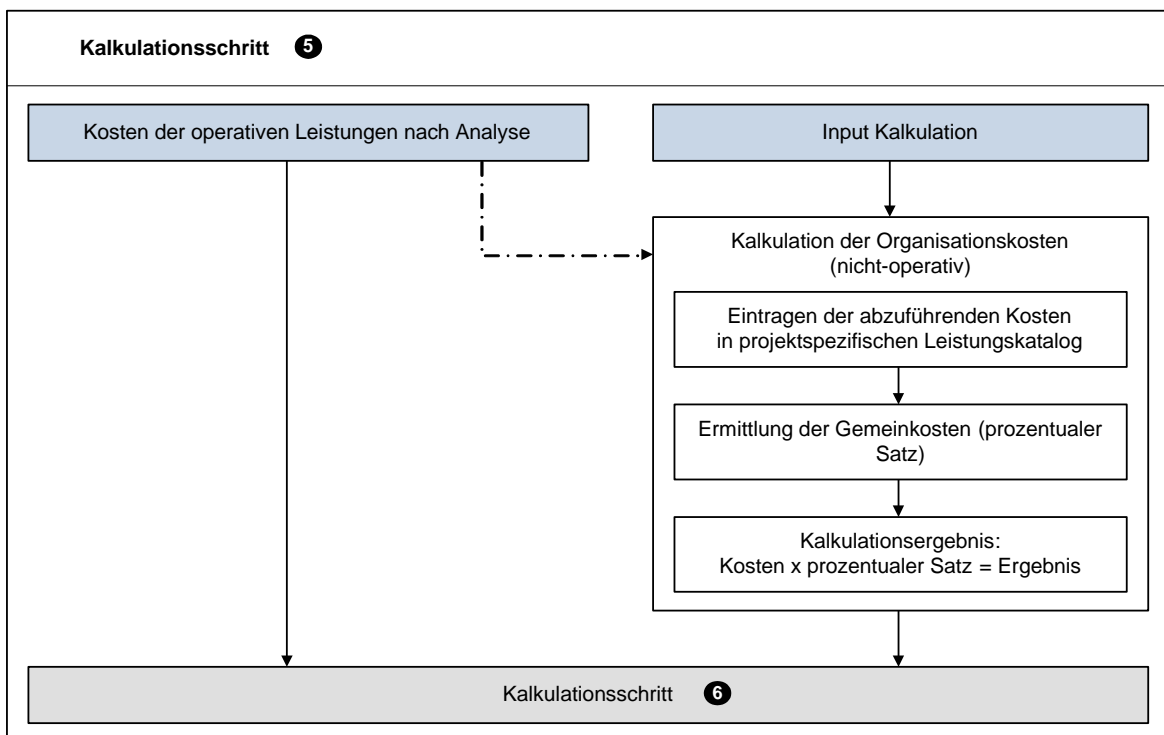 Kalkulationsschritt 5
Kosten der operativen Leistungen nach Analyse
Input Kalkulation
Kalkulation der Organisationskosten
(nicht-operativ)
Eintragen der abzuführenden Kosten
in projektspezifischen Leistungskatalog
Ermittlung der Gemeinkosten (prozentualer
Satz)
Kalkulationsergebnis:
Kosten x prozentualer Satz = Ergebnis
Kalkulationsschritt 6